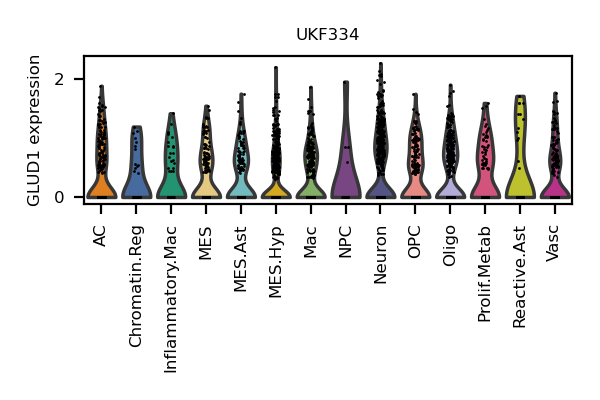 UKF334
GLUD1 expression
2
0
AC
Chromatin.Reg
Inflammatory.Mac
MES
MES.Ast
MES.Hyp
Mac
NPC
Neuron
OPC
Oligo
Prolif.Metab
Reactive.Ast
Vasc